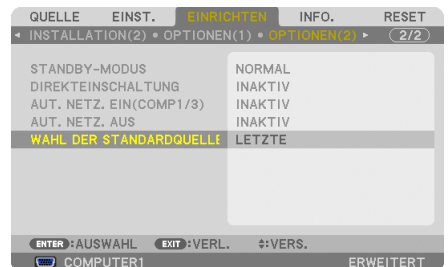 QUELLE EINST. EINRICHTEN INFO. RESET
◂ INSTALLATION(2) • OPTIONEN(1) • OPTIONEN(2) ▸ 2/2
STANDBY-MODUS NORMAL
DIREKTEINSCHALTUNG INAKTIV
AUT. NETZ. EIN(COMP1/3) INAKTIV
AUT. NETZ. AUS INAKTIV
WAHL DER STANDARDQUELLE LETZTE
ENTER :AUSWAHL EXIT :VERL. ♦:VERS.
COMPUTER1 ERWEITERT